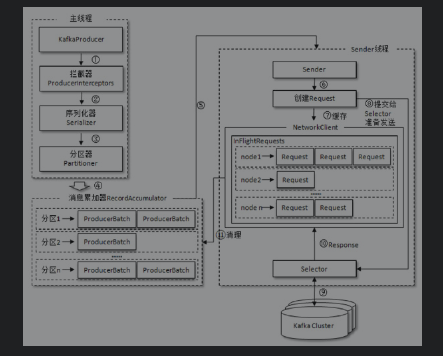 主线程
KafkaProducer
①
拦截器
ProducerInterceptors
②
序列化器
Serializer
③
分区器
Partitioner
④
消息累加器RecordAccumulator
分区1
ProducerBatch
ProducerBatch
分区2
ProducerBatch
......
分区n
ProducerBatch
ProducerBatch
⑤
Sender线程
Sender
⑥
创建Request
⑦缓存
⑧提交给
Selector
准备发送
NetworkClient
InFlightRequests
node1
Request
Request
Request
node2
Request
......
node n
Request
Request
⑪清理
⑩Response
Selector
⑨
Kafka Cluster